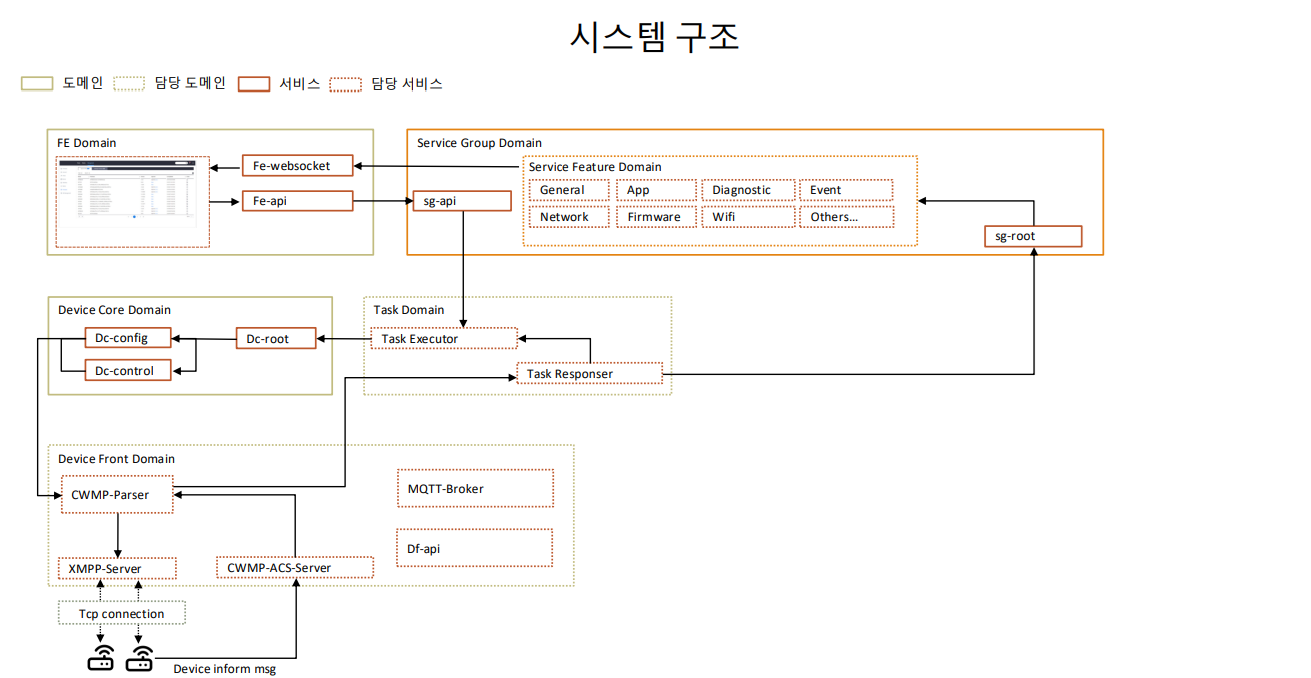 시스템 구조
도메인 담당 도메인 서비스 담당 서비스
FE Domain
Fe-websocket
Fe-api
Service Group Domain
sg-api
Service Feature Domain
General App Diagnostic Event
Network Firmware Wifi Others...
sg-root
Device Core Domain
Dc-config
Dc-root
Dc-control
Task Domain
Task Executor
Task Responser
Device Front Domain
CWMP-Parser
MQTT-Broker
Df-api
XMPP-Server
CWMP-ACS-Server
Tcp connection
Device inform msg